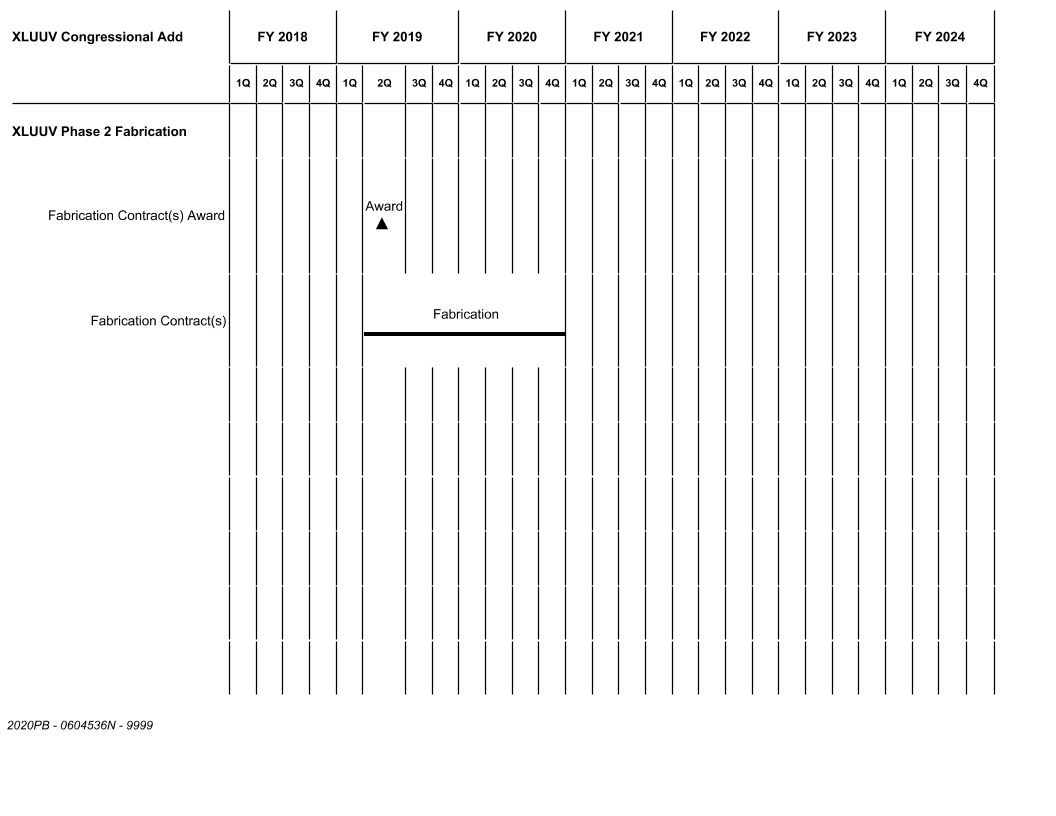 XLUUV Congressional Add FY 2018 FY 2019 FY 2020 FY 2021 FY 2022 FY 2023 FY 2024
1Q 2Q 3Q 4Q 1Q 2Q 3Q 4Q 1Q 2Q 3Q 4Q 1Q 2Q 3Q 4Q 1Q 2Q 3Q 4Q 1Q 2Q 3Q 4Q 1Q 2Q 3Q 4Q
XLUUV Phase 2 Fabrication
Award
Fabrication Contract(s) Award
Fabrication
Fabrication Contract(s)
2020PB - 0604536N - 9999